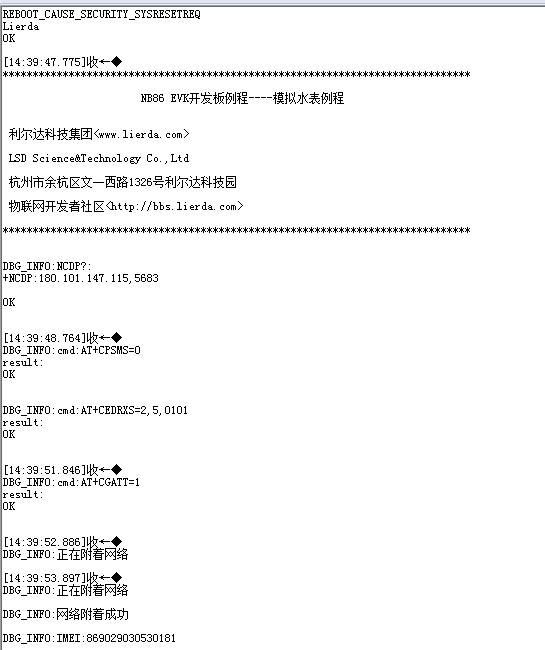 REBOOT_CAUSE_SECURITY_SYSRESETREQ
Lierda
OK
[14:39:47.775]收←◆
******************************************************************************
NB86 EVK开发板例程----模拟水表例程
利尔达科技集团<www.lierda.com>
LSD Science&Technology Co.,Ltd
杭州市余杭区文一西路1326号利尔达科技园
物联网开发者社区<http://bbs.lierda.com>
******************************************************************************
DBG_INFO:NCDP?:
+NCDP:180.101.147.115,5683
OK
[14:39:48.764]收←◆
DBG_INFO:cmd:AT+CPSMS=0
result:
OK
DBG_INFO:cmd:AT+CEDRXS=2,5,0101
result:
OK
[14:39:51.846]收←◆
DBG_INFO:cmd:AT+CGATT=1
result:
OK
[14:39:52.886]收←◆
DBG_INFO:正在附着网络
[14:39:53.897]收←◆
DBG_INFO:正在附着网络
DBG_INFO:网络附着成功
DBG_INFO:IMEI:869029030530181